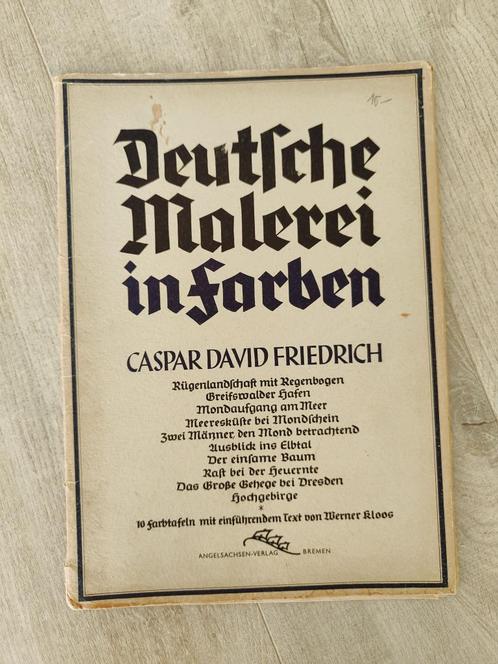 10.—
Deutſche
Malerei
in Farben
CASPAR DAVID FRIEDRICH
Rügenlandſchaft mit Regenbogen
Greifswalder Hafen
Mondaufgang am Meer
Meeresküſte bei Mondſchein
Zwei Männer, den Mond betrachtend
Ausblick ins Elbtal
Der einſame Baum
Raſt bei der Heuernte
Das Große Gehege bei Dresden
Hochgebirge
*
10 Farbtafeln mit einführendem Text von Werner Kloos
ANGELSACHSEN-VERLAG BREMEN